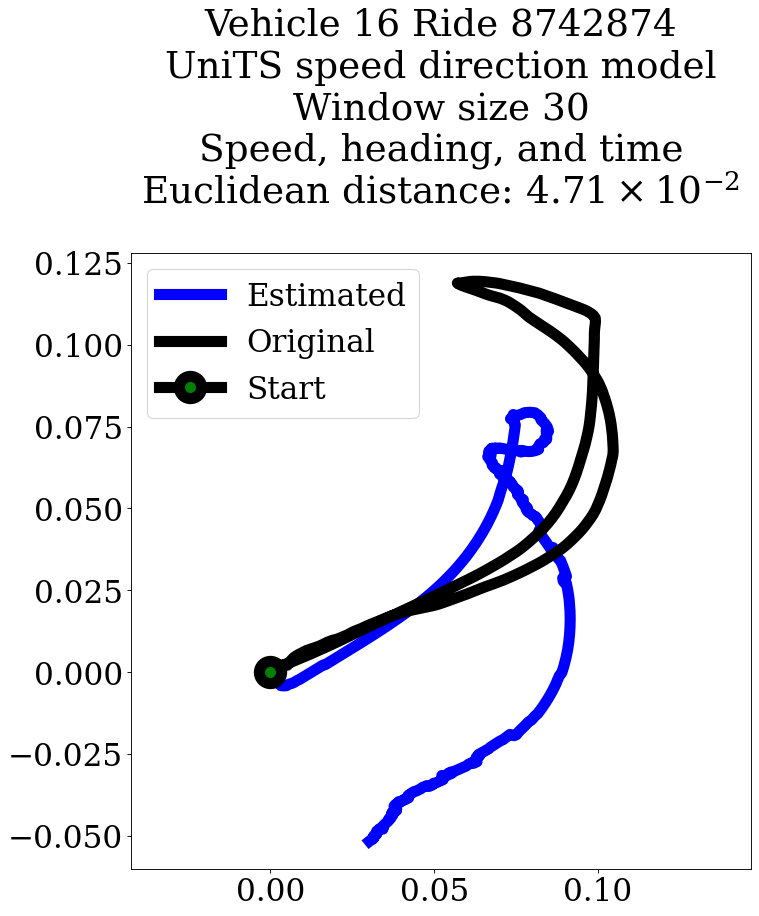 Vehicle 16 Ride 8742874
UniTS speed direction model
Window size 30
Speed, heading, and time
Euclidean distance: 4.71 × 10⁻²
0.125
0.100
0.075
0.050
0.025
0.000
−0.025
−0.050
Estimated
Original
Start
0.00 0.05 0.10